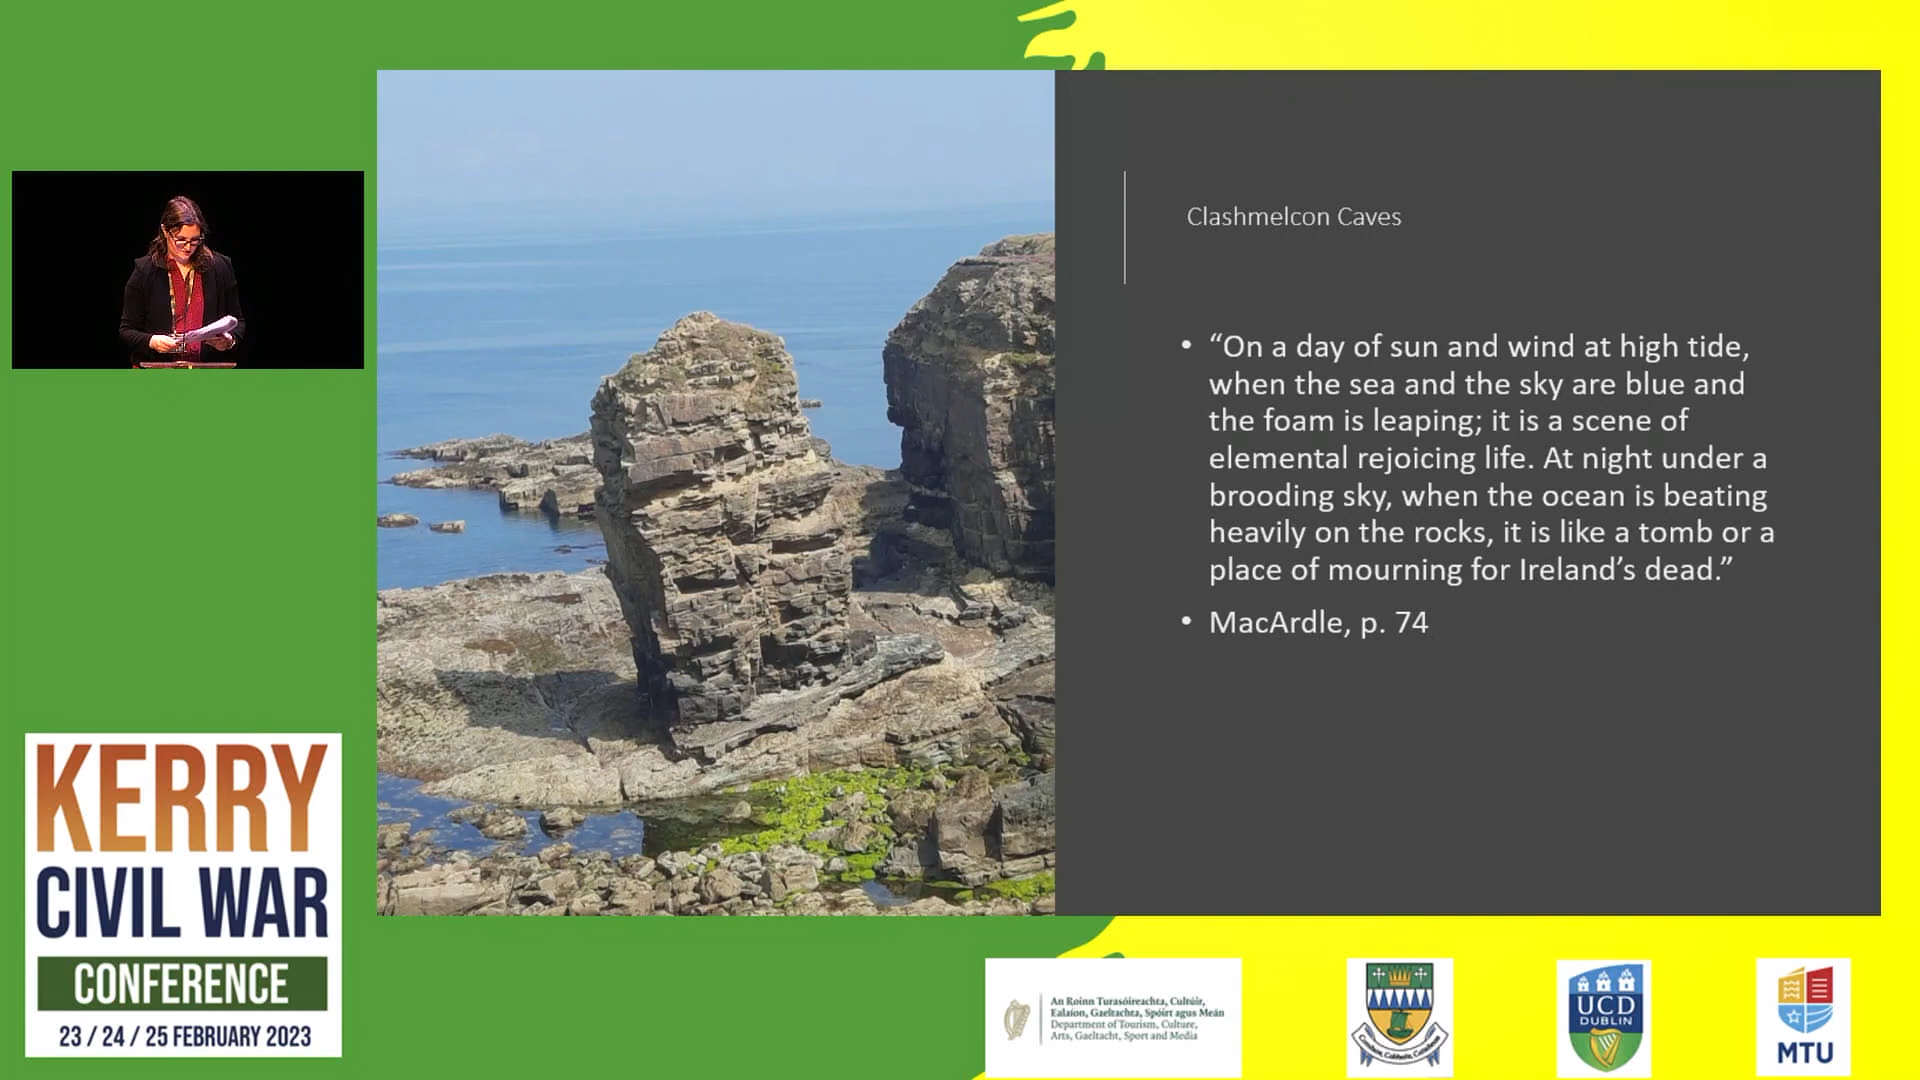 Clashmelcon Caves
• “On a day of sun and wind at high tide,
when the sea and the sky are blue and
the foam is leaping; it is a scene of
elemental rejoicing life. At night under a
brooding sky, when the ocean is beating
heavily on the rocks, it is like a tomb or a
place of mourning for Ireland’s dead.”
• MacArdle, p. 74
KERRY
CIVIL WAR
CONFERENCE
23 / 24 / 25 FEBRUARY 2023
An Roinn Turasóireachta, Cultúir,
Ealaíon, Gaeltachta, Spóirt agus Meán
Department of Tourism, Culture,
Arts, Gaeltacht, Sport and Media
UCD
DUBLIN
MTU